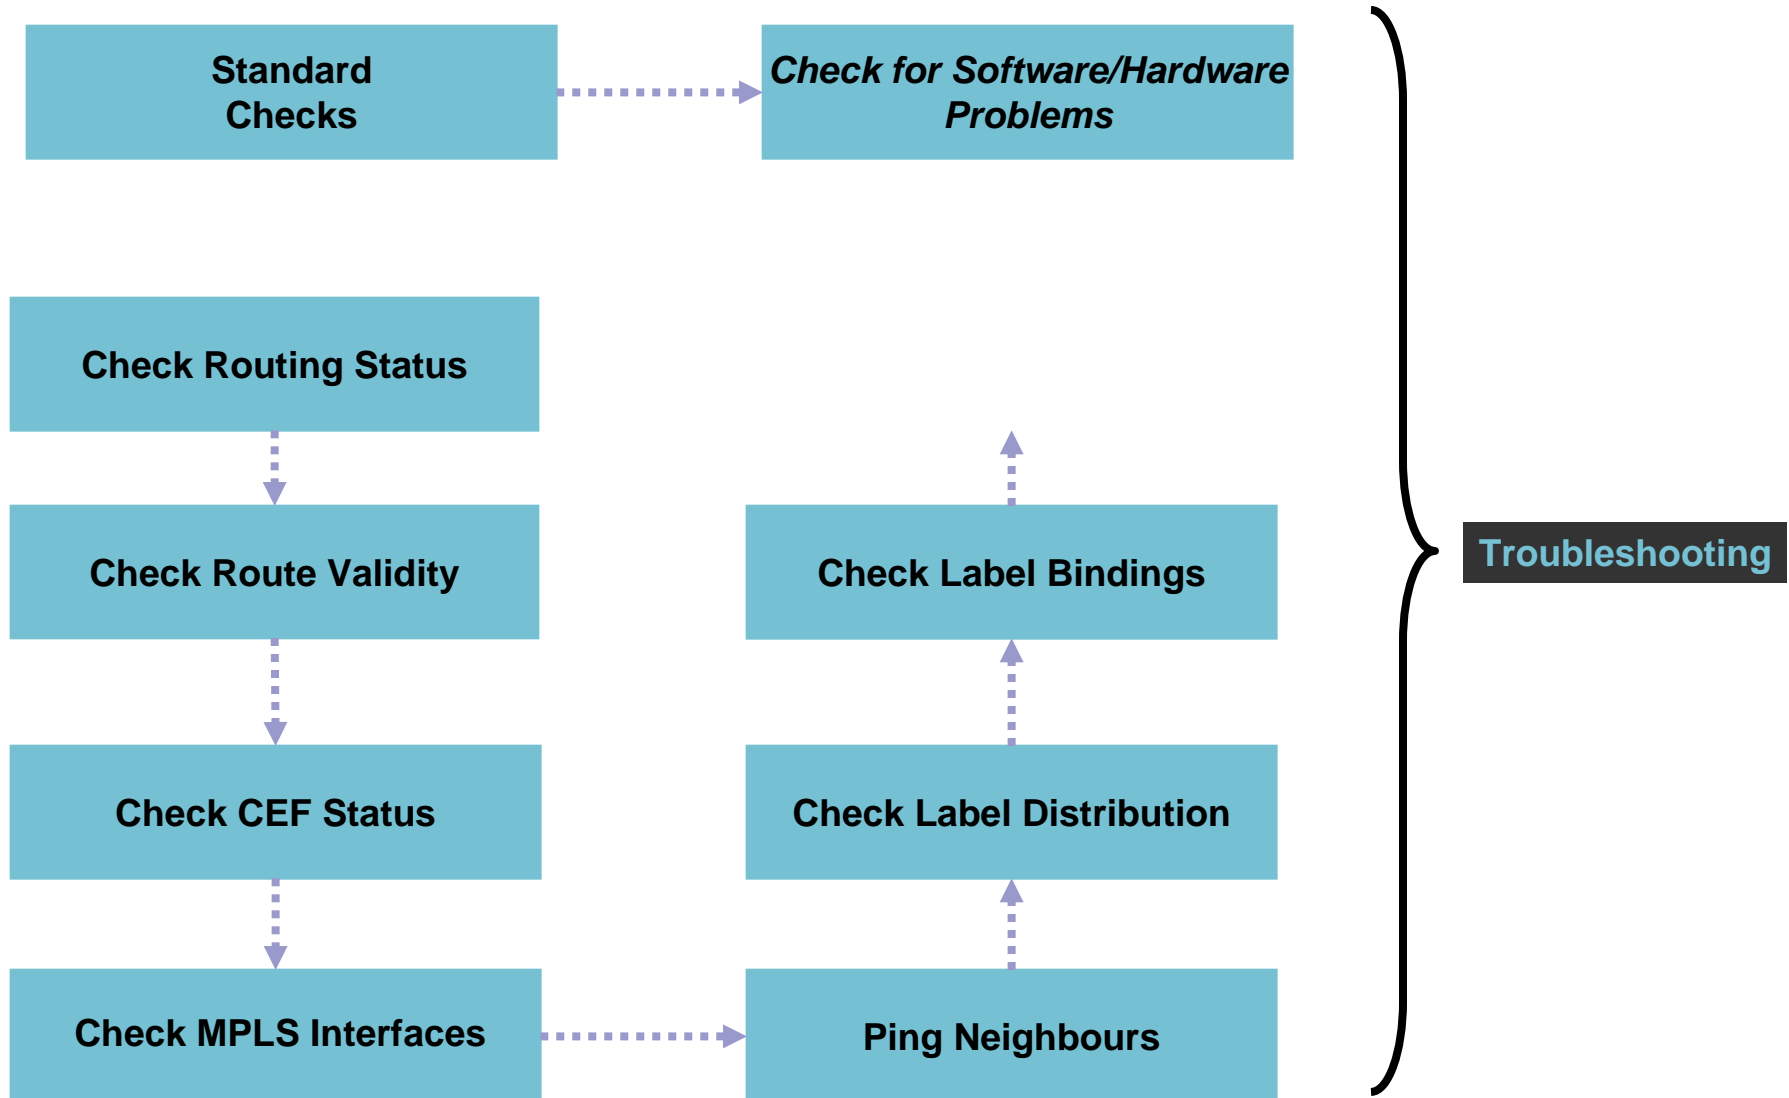 Standard
Checks
Check for Software/Hardware
Problems
Check Routing Status
Check Route Validity
Check CEF Status
Check MPLS Interfaces
Ping Neighbours
Check Label Distribution
Check Label Bindings
Troubleshooting